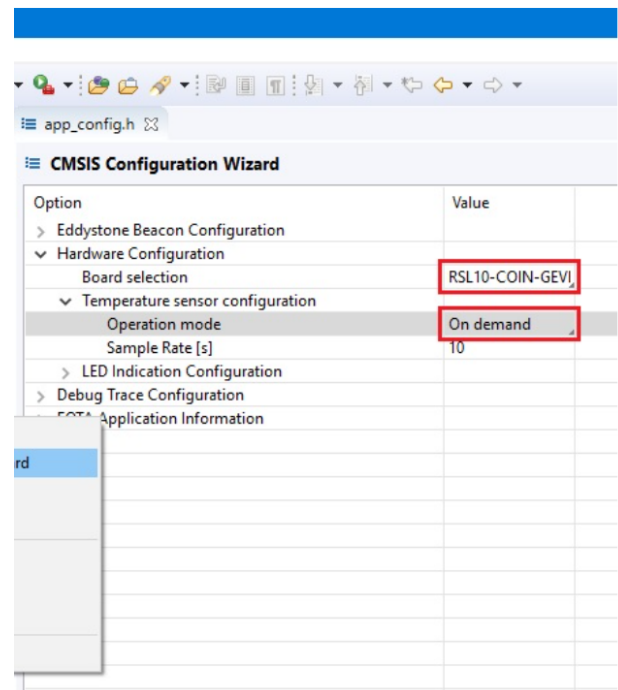 app_config.h
CMSIS Configuration Wizard
Option Value
Eddystone Beacon Configuration
Hardware Configuration
Board selection RSL10-COIN-GEVI
Temperature sensor configuration
Operation mode On demand
Sample Rate [s] 10
LED Indication Configuration
Debug Trace Configuration
FOTA Application Information
rd